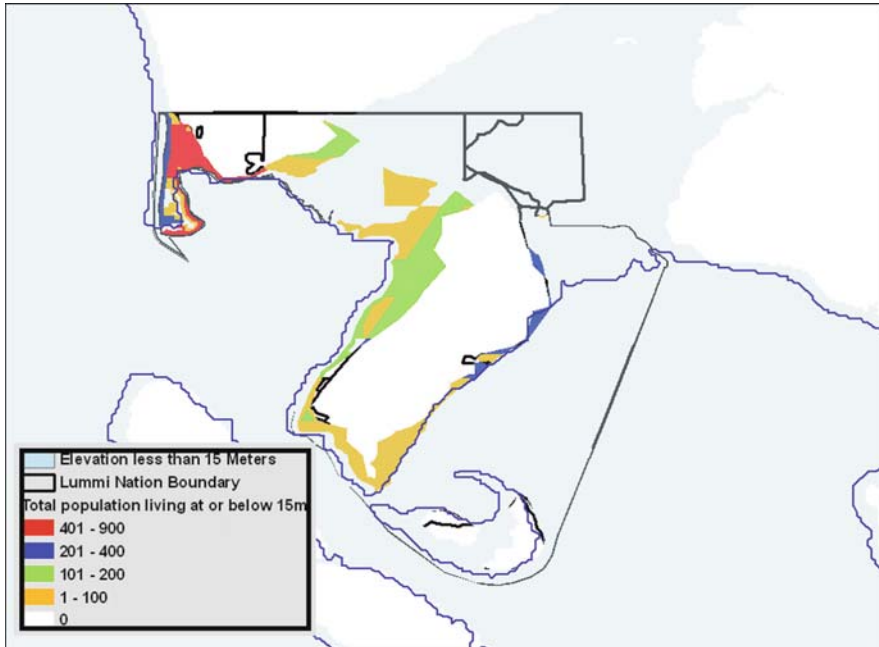 Elevation less than 15 Meters
Lummi Nation Boundary
Total population living at or below 15m
401 - 900
201 - 400
101 - 200
1 - 100
0